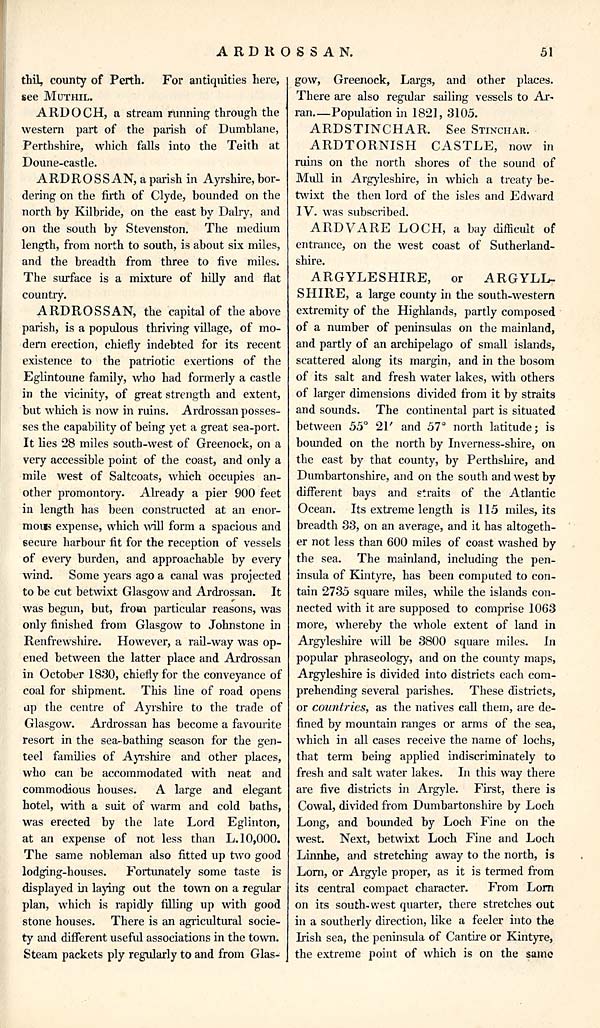 ARDROSSAN. 51
thil, county of Perth. For antiquities here,
see MUTHIL.
ARDOCH, a stream running through the
western part of the parish of Dumblane,
Perthshire, which falls into the Teith at
Doune-castle.
ARDROSSAN, a parish in Ayrshire, bor-
dering on the firth of Clyde, bounded on the
north by Kilbride, on the east by Dalry, and
on the south by Stevenston. The medium
length, from north to south, is about six miles,
and the breadth from three to five miles.
The surface is a mixture of hilly and flat
country.
ARDROSSAN, the capital of the above
parish, is a populous thriving village, of mo-
dern erection, chiefly indebted for its recent
existence to the patriotic exertions of the
Eglintoune family, who had formerly a castle
in the vicinity, of great strength and extent,
but which is now in ruins. Ardrossan posses-
ses the capability of being yet a great sea-port.
It lies 28 miles south-west of Greenock, on a
very accessible point of the coast, and only a
mile west of Saltcoats, which occupies an-
other promontory. Already a pier 900 feet
in length has been constructed at an enor-
mous expense, which will form a spacious and
secure harbour fit for the reception of vessels
of every burden, and approachable by every
wind. Some years ago a canal was projected
to be cut betwixt Glasgow and Ardrossan. It
was begun, but, from particular reasons, was
only finished from Glasgow to Johnstone in
Renfrewshire. However, a rail-way was op-
ened between the latter place and Ardrossan
in October 1830, chiefly for the conveyance of
coal for shipment. This line of road opens
up the centre of Ayrshire to the trade of
Glasgow. Ardrossan has become a favourite
resort in the sea-bathing season for the gen-
teel families of Ayrshire and other places,
who can be accommodated with neat and
commodious houses. A large and elegant
hotel, with a suit of warm and cold baths,
was erected by the late Lord Eglinton,
at an expense of not less than L.10,000.
The same nobleman also fitted up two good
lodging-houses. Fortunately some taste is
displayed in laying out the town on a regular
plan, which is rapidly filling up with good
stone houses. There is an agricultural socie-
ty and different useful associations in the town.
Steam packets ply regularly to and from Glas-
gow, Greenock, Largs, and other places.
There are also regular sailing vessels to Ar-
ran.—Population in 1821, 3105.
ARDSTINCHAR. See STINCHAR.
ARDTORNISH CASTLE, now in
ruins on the north shores of the sound of
Mull in Argyleshire, in which a treaty be-
twixt the then lord of the isles and Edward
IV. was subscribed.
ARDVARE LOCH, a bay difficult of
entrance, on the west coast of Sutherland-
shire.
ARGYLESHIRE, or ARGYLL-
SHIRE, a large county in the south-western
extremity of the Highlands, partly composed
of a number of peninsulas on the mainland,
and partly of an archipelago of small islands,
scattered along its margin, and in the bosom
of its salt and fresh water lakes, with others
of larger dimensions divided from it by straits
and sounds. The continental part is situated
between 55° 21′ and 57° north latitude; is
bounded on the north by Inverness-shire, on
the east by that county, by Perthshire, and
Dumbartonshire, and on the south and west by
different bays and straits of the Atlantic
Ocean. Its extreme length is 115 miles, its
breadth 33, on an average, and it has altogeth-
er not less than 600 miles of coast washed by
the sea. The mainland, including the pen-
insula of Kintyre, has been computed to con-
tain 2735 square miles, while the islands con-
nected with it are supposed to comprise 1063
more, whereby the whole extent of land in
Argyleshire will be 3800 square miles. In
popular phraseology, and on the county maps,
Argyleshire is divided into districts each com-
prehending several parishes. These districts,
or countries, as the natives call them, are de-
fined by mountain ranges or arms of the sea,
which in all cases receive the name of lochs,
that term being applied indiscriminately to
fresh and salt water lakes. In this way there
are five districts in Argyle. First, there is
Cowal, divided from Dumbartonshire by Loch
Long, and bounded by Loch Fine on the
west. Next, betwixt Loch Fine and Loch
Linnhe, and stretching away to the north, is
Lorn, or Argyle proper, as it is termed from
its central compact character. From Lorn
on its south-west quarter, there stretches out
in a southerly direction, like a feeler into the
Irish sea, the peninsula of Cantire or Kintyre,
the extreme point of which is on the same